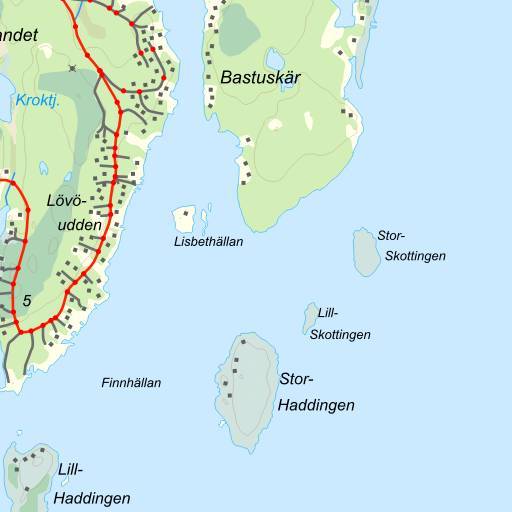 andet
Bastuskär
Kroktj.
Lövö-
udden
Lisbethällan
Stor-
Skottingen
5
Lill-
Skottingen
Finnhällan
Stor-
Haddingen
Lill-
Haddingen